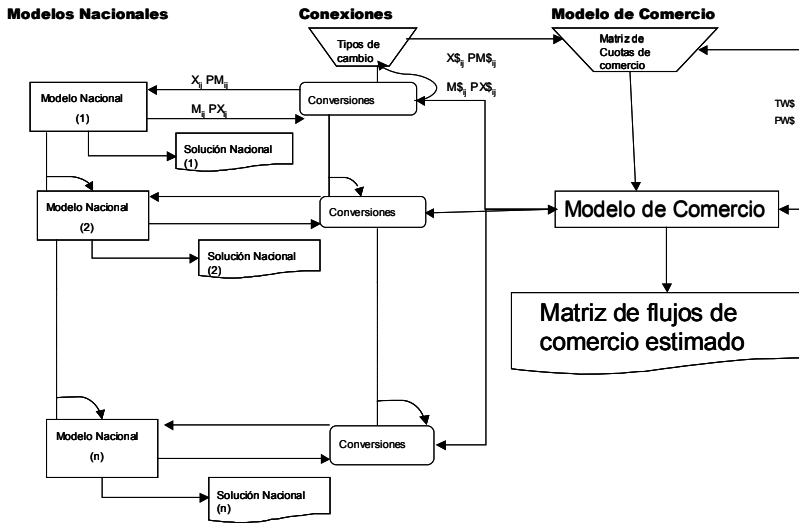 Modelos Nacionales
Conexiones
Modelo de Comercio
Tipos de
cambio
Matriz de
Cuotas de
comercio
X$ij PM$ij
M$ij PX$ij
Xij PMij
Mij PXij
Modelo Nacional
(1)
Conversiones
TW$
PW$
Solución Nacional
(1)
Modelo Nacional
(2)
Conversiones
Modelo de Comercio
Solución Nacional
(2)
Matriz de flujos de
comercio estimado
Modelo Nacional
(n)
Conversiones
Solución Nacional
(n)